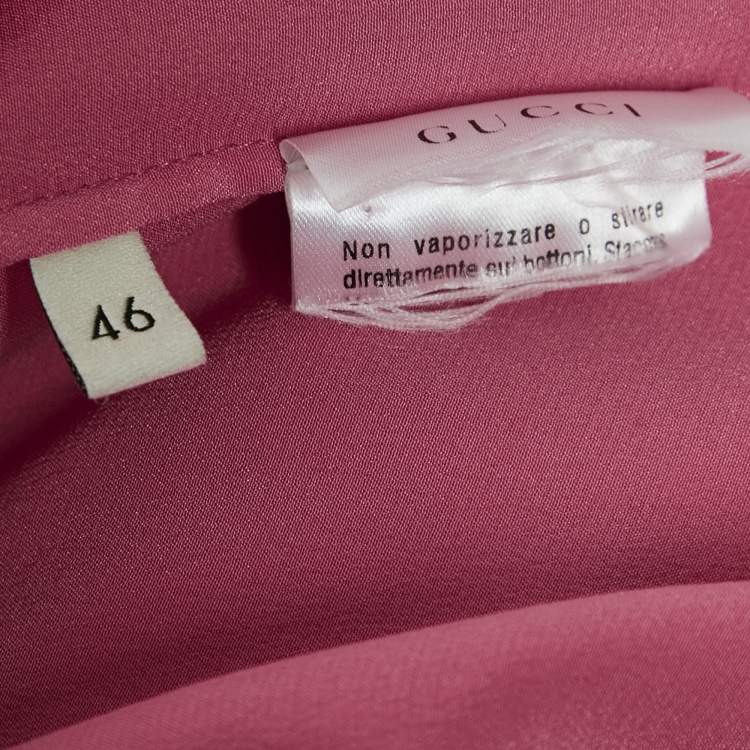 GUCCI
Non vaporizzare o stirare
direttamente sui bottoni.
46